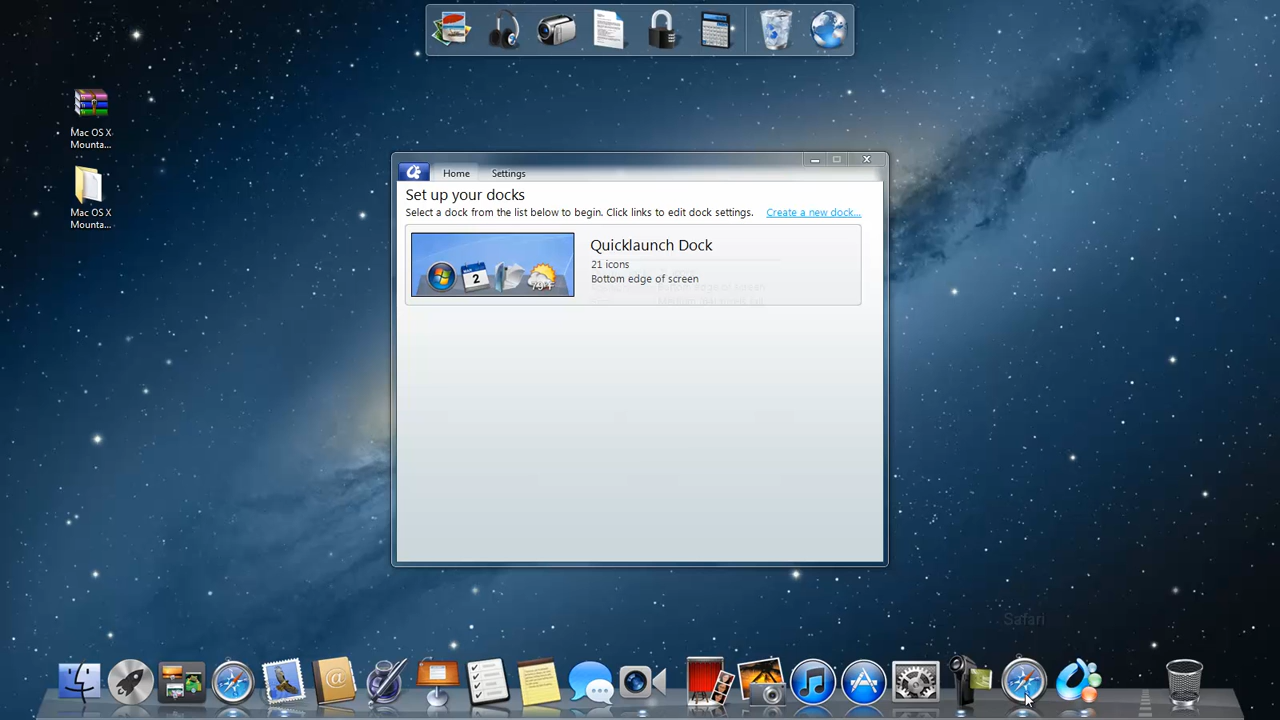 Mac OS X
Mounta...
Mac OS X
Mounta...
Home
Settings
Set up your docks
Select a dock from the list below to begin. Click links to edit dock settings.
Create a new dock...
Quicklaunch Dock
21 icons
Bottom edge of screen
Safari